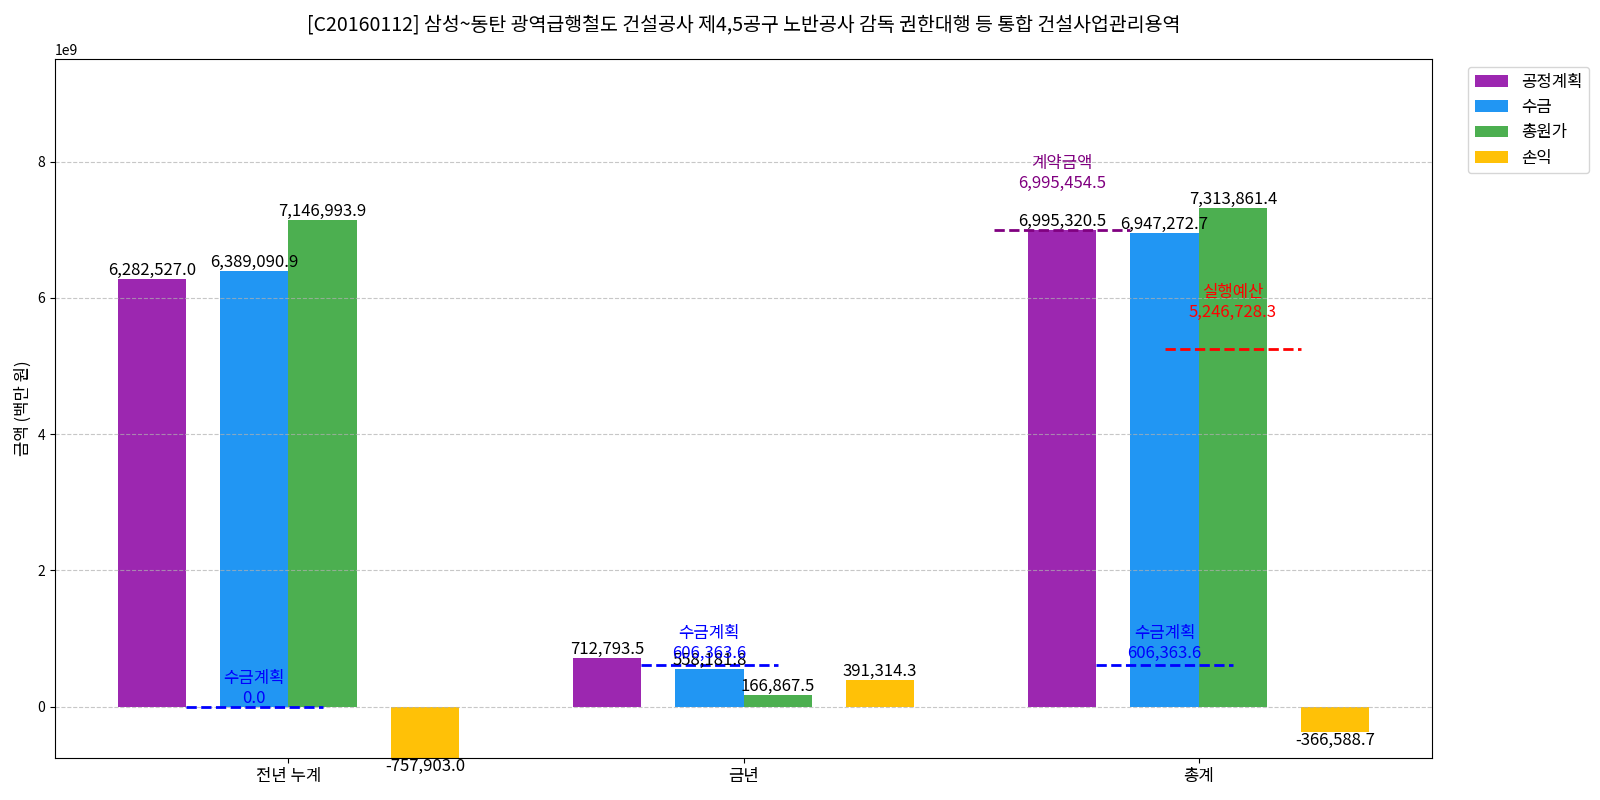 [C20160112] 삼성~동탄 광역급행철도 건설공사 제4,5공구 노반공사 감독 권한대행 등 통합 건설사업관리용역
1e9
공정계획
수금
총원가
손익
금액 (백만 원)
8
6
4
2
0
6,282,527.0
6,389,090.9
7,146,993.9
수금계획
0.0
-757,903.0
712,793.5
수금계획
606,363.6
558,181.8
166,867.5
391,314.3
계약금액
6,995,454.5
6,995,320.5
6,947,272.7
7,313,861.4
실행예산
5,246,728.3
수금계획
606,363.6
-366,588.7
전년 누계
금년
총계